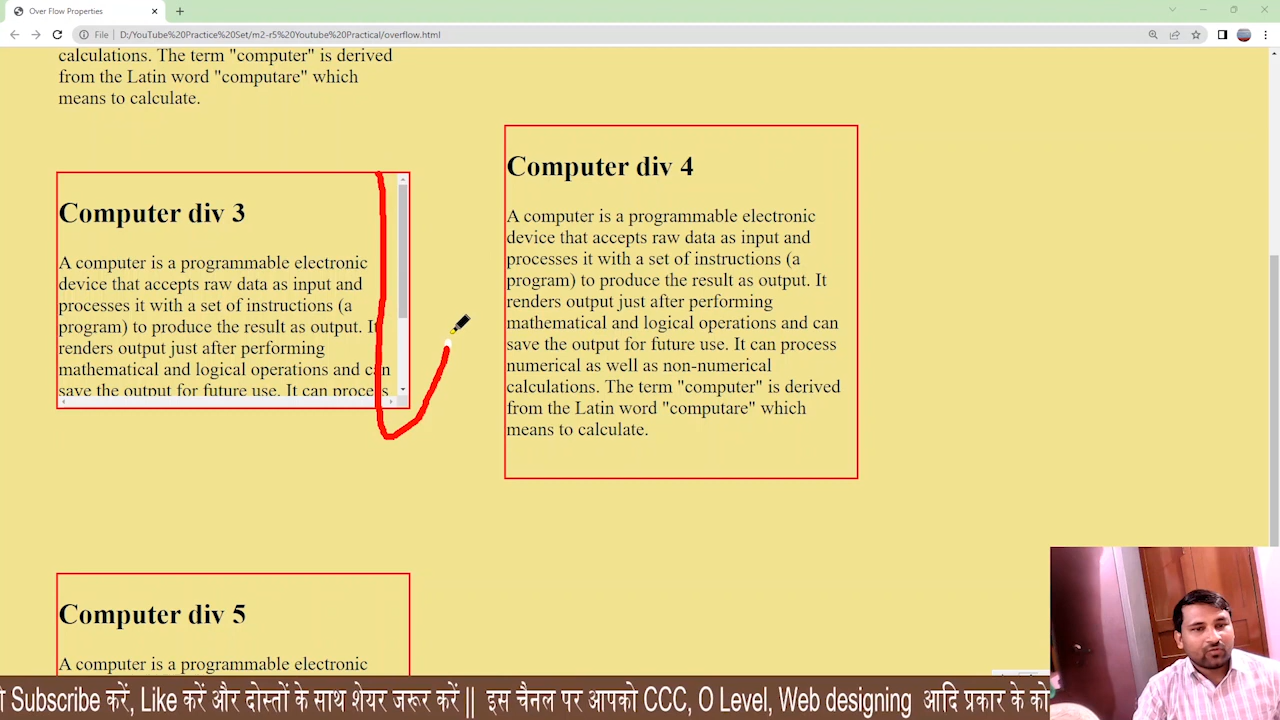 Over Flow Properties
File
D:/YouTube%20Practice%20Set/m2-r5%20Youtube%20Practical/overflow.html
calculations. The term "computer" is derived
from the Latin word "computare" which
means to calculate.
Computer div 3
A computer is a programmable electronic
device that accepts raw data as input and
processes it with a set of instructions (a
program) to produce the result as output. It
renders output just after performing
mathematical and logical operations and can
save the output for future use. It can process
Computer div 4
A computer is a programmable electronic
device that accepts raw data as input and
processes it with a set of instructions (a
program) to produce the result as output. It
renders output just after performing
mathematical and logical operations and can
save the output for future use. It can process
numerical as well as non-numerical
calculations. The term "computer" is derived
from the Latin word "computare" which
means to calculate.
Computer div 5
A computer is a programmable electronic
Subscribe करें, Like करें और दोस्तों के साथ शेयर जरूर करें || इस चैनल पर आपको CCC, O Level, Web designing आदि प्रकार के को